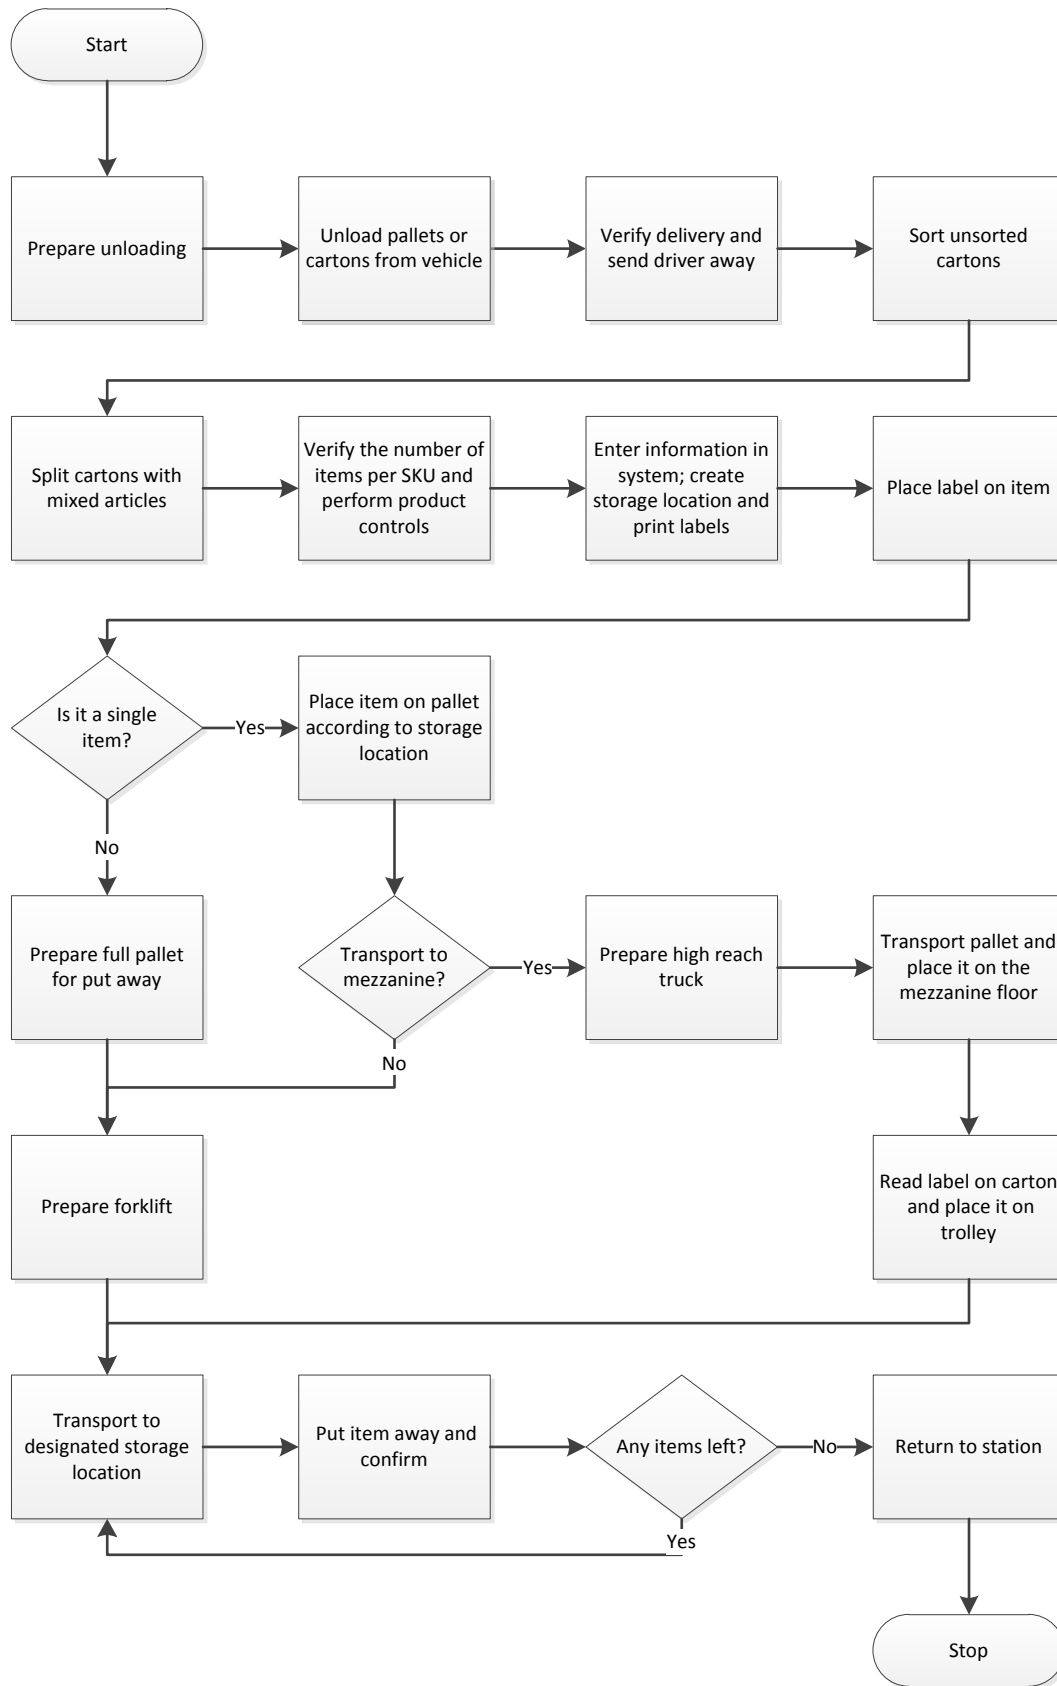 Start
Prepare unloading
Unload pallets or
cartons from vehicle
Verify delivery and
send driver away
Sort unsorted
cartons
Split cartons with
mixed articles
Verify the number of
items per SKU and
perform product
controls
Enter information in
system; create
storage location and
print labels
Place label on item
Is it a single
item?
Yes
Place item on pallet
according to storage
location
No
Prepare full pallet
for put away
Transport to
mezzanine?
Yes
Prepare high reach
truck
Transport pallet and
place it on the
mezzanine floor
No
Prepare forklift
Read label on carton
and place it on
trolley
Transport to
designated storage
location
Put item away and
confirm
Any items left?
No
Return to station
Yes
Stop